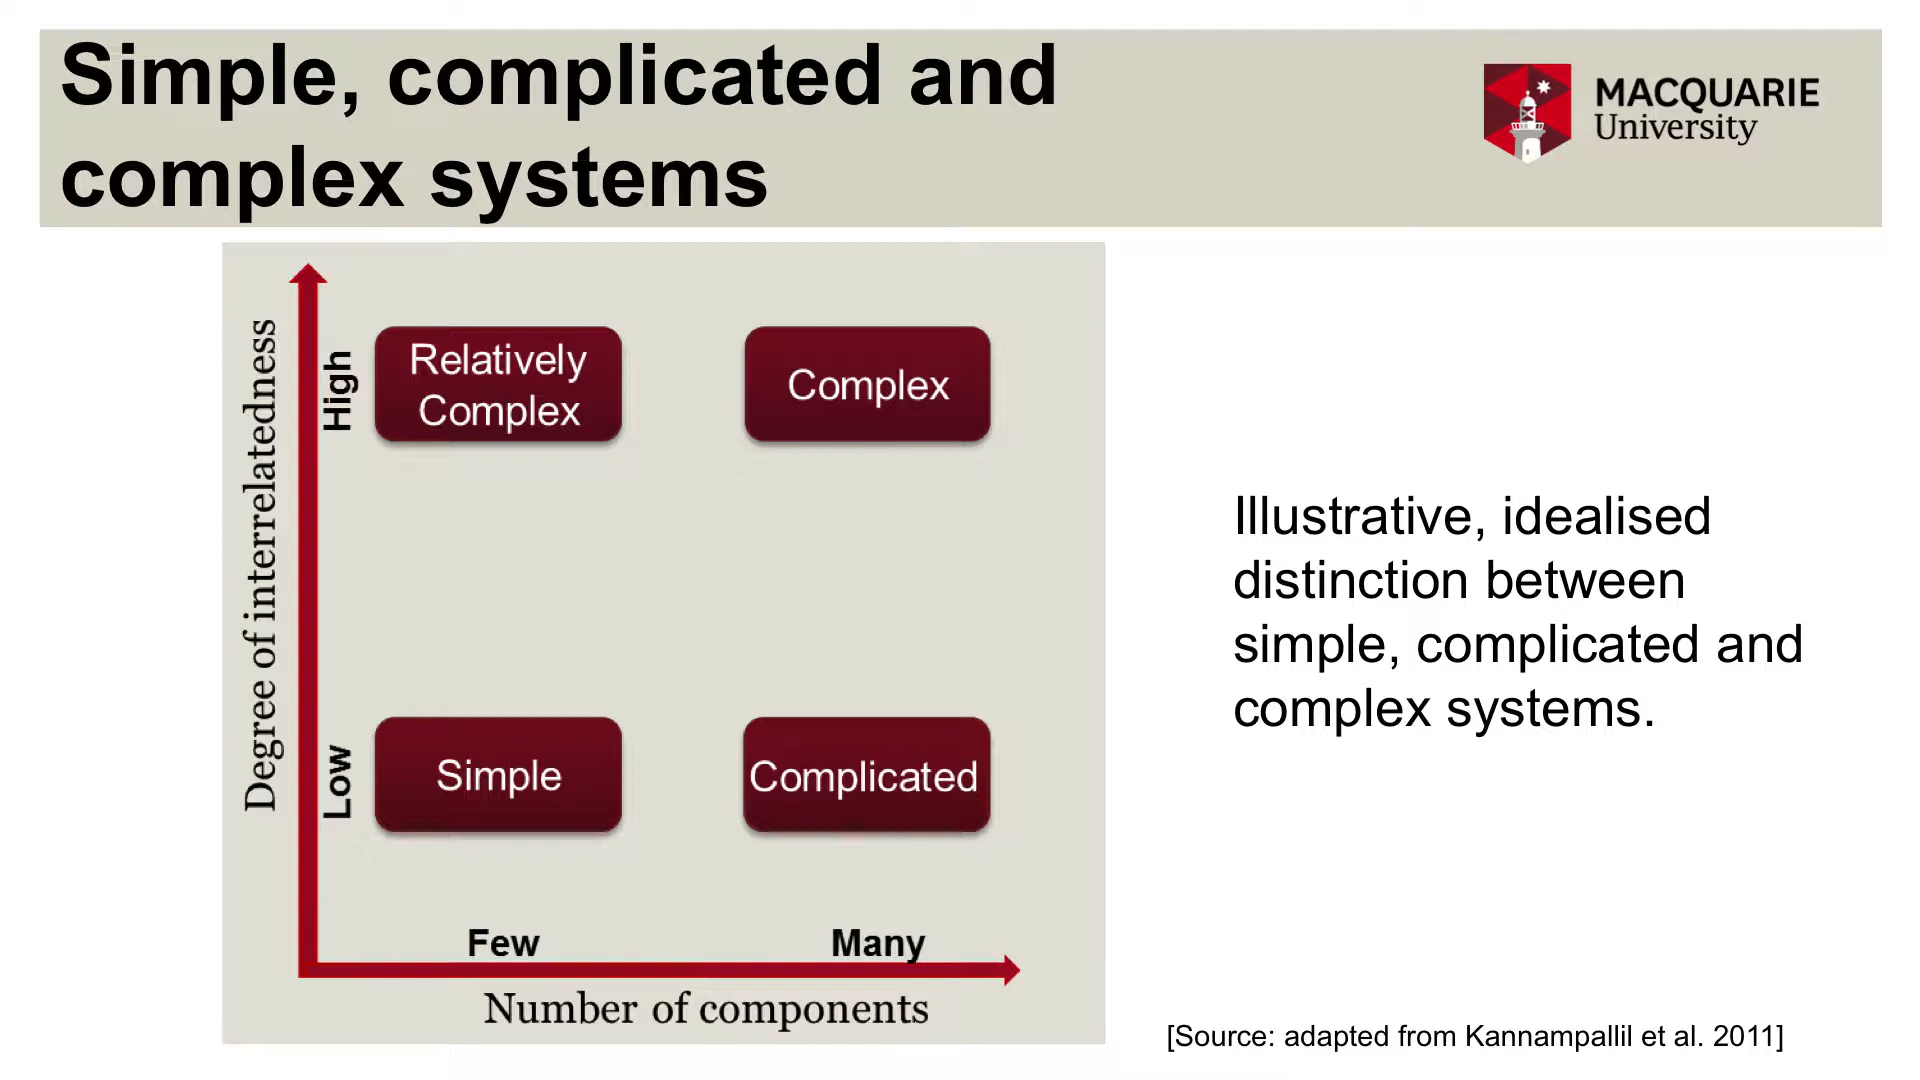 Simple, complicated and
complex systems
MACQUARIE
University
Degree of interrelatedness
High
Low
Relatively
Complex
Complex
Simple
Complicated
Few
Many
Number of components
Illustrative, idealised
distinction between
simple, complicated and
complex systems.
[Source: adapted from Kannampallil et al. 2011]